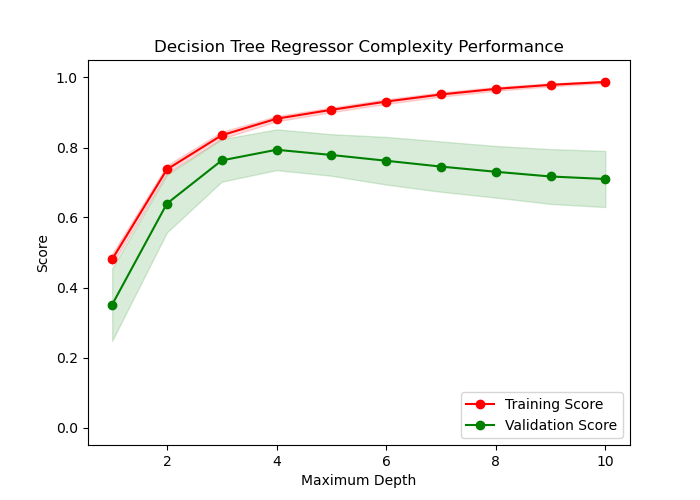 Decision Tree Regressor Complexity Performance
1.0
0.8
0.6
0.4
0.2
0.0
Score
2 4 6 8 10
Maximum Depth
Training Score
Validation Score